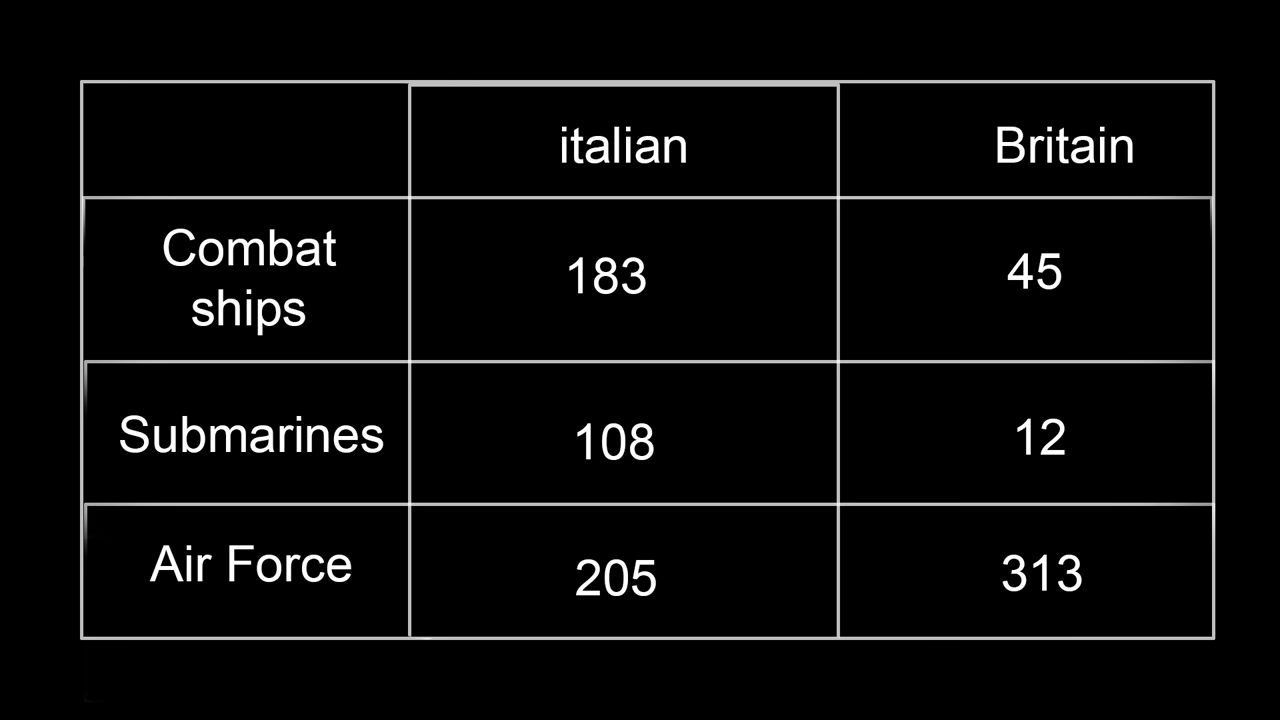 italian Britain
Combat
ships
183 45
Submarines 108 12
Air Force 205 313